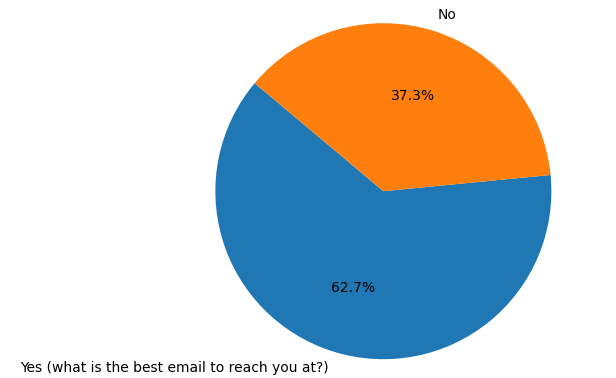 No
37.3%
62.7%
Yes (what is the best email to reach you at?)